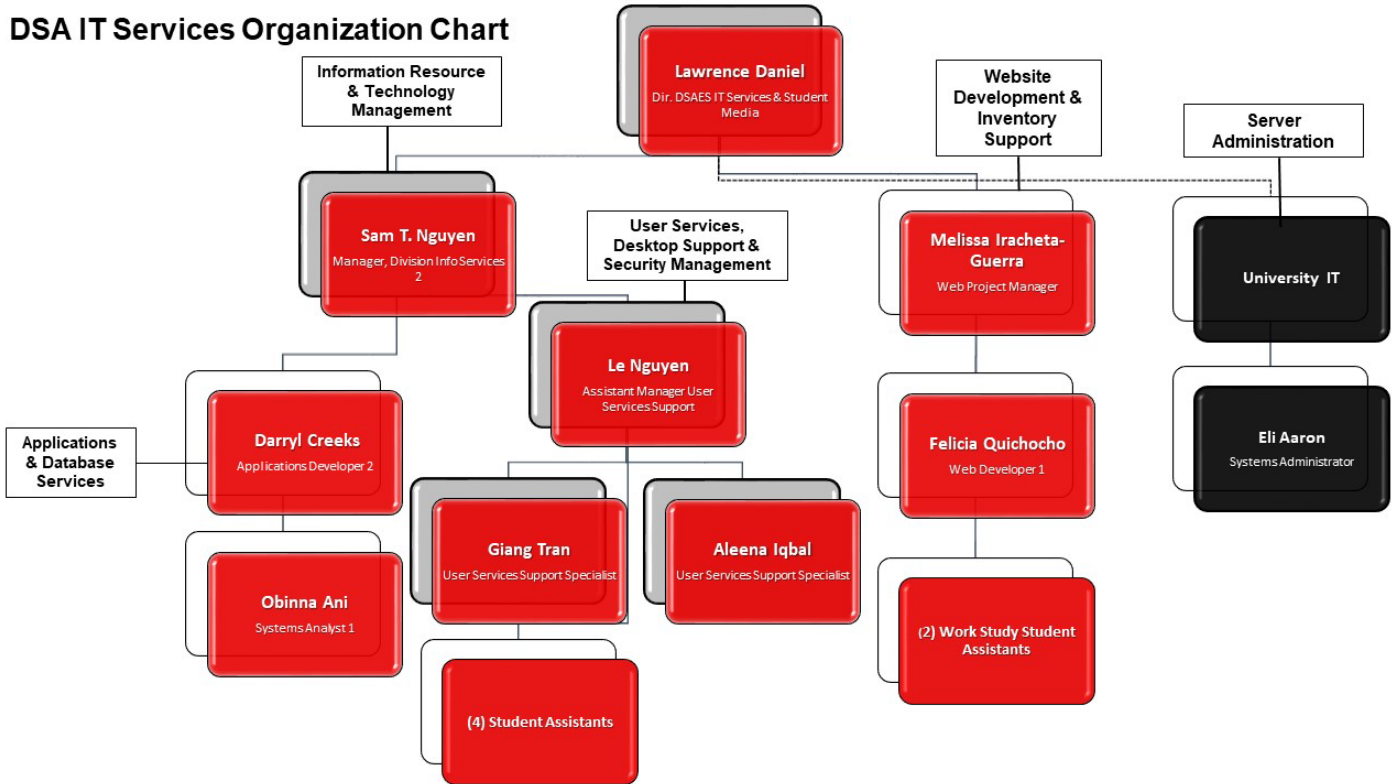 DSA IT Services Organization Chart
Lawrence Daniel
Dir. DSAES IT Services & Student
Media
Information Resource
& Technology
Management
Website
Development &
Inventory
Support
Server
Administration
Sam T. Nguyen
Manager, Division Info Services
2
User Services,
Desktop Support &
Security Management
Melissa Iracheta-
Guerra
Web Project Manager
University IT
Le Nguyen
Assistant Manager User
Services Support
Applications
& Database
Services
Darryl Creeks
Applications Developer 2
Felicia Quichocho
Web Developer 1
Eli Aaron
Systems Administrator
Obinna Ani
Systems Analyst 1
Giang Tran
User Services Support Specialist
Aleena Iqbal
User Services Support Specialist
(2) Work Study Student
Assistants
(4) Student Assistants